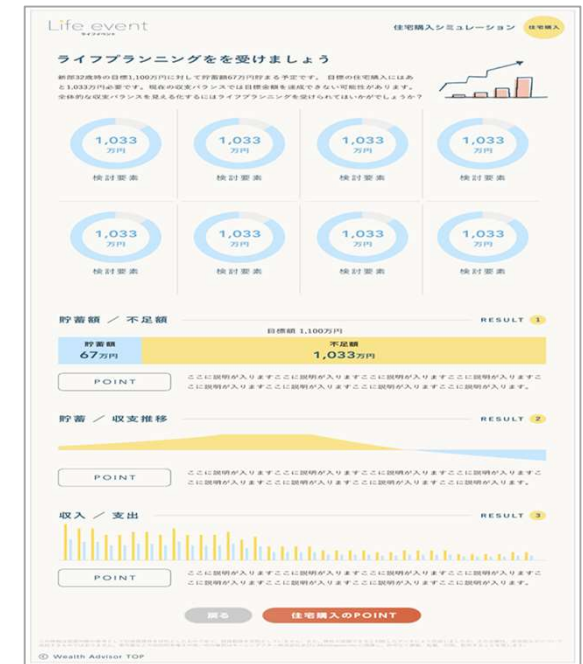 Life event
ライフイベント
住宅購入シミュレーション 住宅購入
ライフプランニングをを受けましょう
1,100万円に対して貯蓄額67万円貯まる予定です。 目標の住宅購入にはあ
と1,033万円必要です。現在の収支バランスでは目標金額を達成できない可能性があります。
全体的な収支バランスを見える化するにはライフプランニングを受けられてはいかがでしょうか？
1,033 1,033 1,033 1,033
万円 万円 万円 万円
検討要素 検討要素 検討要素 検討要素
1,033 1,033 1,033 1,033
万円 万円 万円 万円
検討要素 検討要素 検討要素 検討要素
貯蓄額 ／ 不足額 RESULT 1
目標額 1,100万円
貯蓄額 不足額
67万円 1,033万円
POINT
ここに説明が入りますここに説明が入りますここに説明が入りますここに説明が入りますこ
こに説明が入りますここに説明が入りますここに説明が入りますここに説明が入ります。
貯蓄 ／ 収支推移 RESULT 2
POINT
ここに説明が入りますここに説明が入りますここに説明が入りますここに説明が入りますこ
こに説明が入りますここに説明が入りますここに説明が入りますここに説明が入ります。
収入 ／ 支出 RESULT 3
POINT
ここに説明が入りますここに説明が入りますここに説明が入りますここに説明が入りますこ
こに説明が入りますここに説明が入りますここに説明が入りますここに説明が入ります。
戻る 住宅購入のPOINT
Ⓒ Wealth Advisor TOP